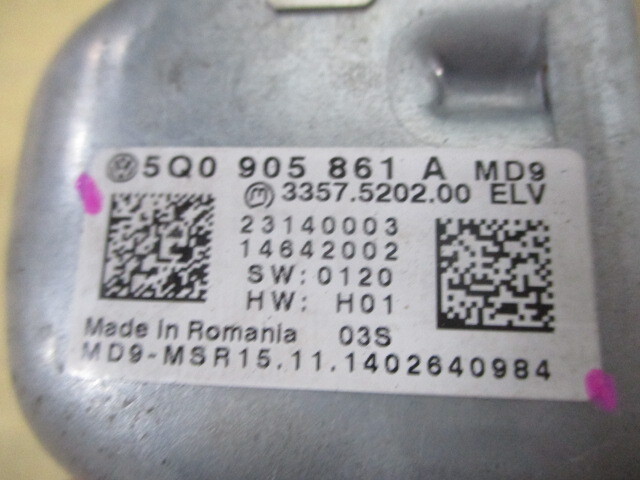 5Q0 905 861 A MD9
3357.5202.00 ELV
23140003
14642002
SW:0120
HW: H01
Made in Romania 03S
MD9-MSR15.11.1402640984